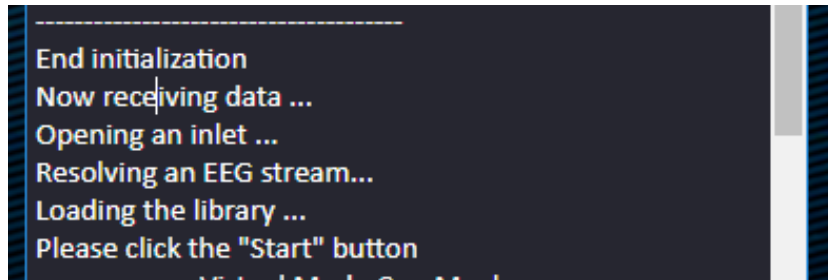 ----------------------------------------
End initialization
Now receiving data ...
Opening an inlet ...
Resolving an EEG stream...
Loading the library ...
Please click the "Start" button